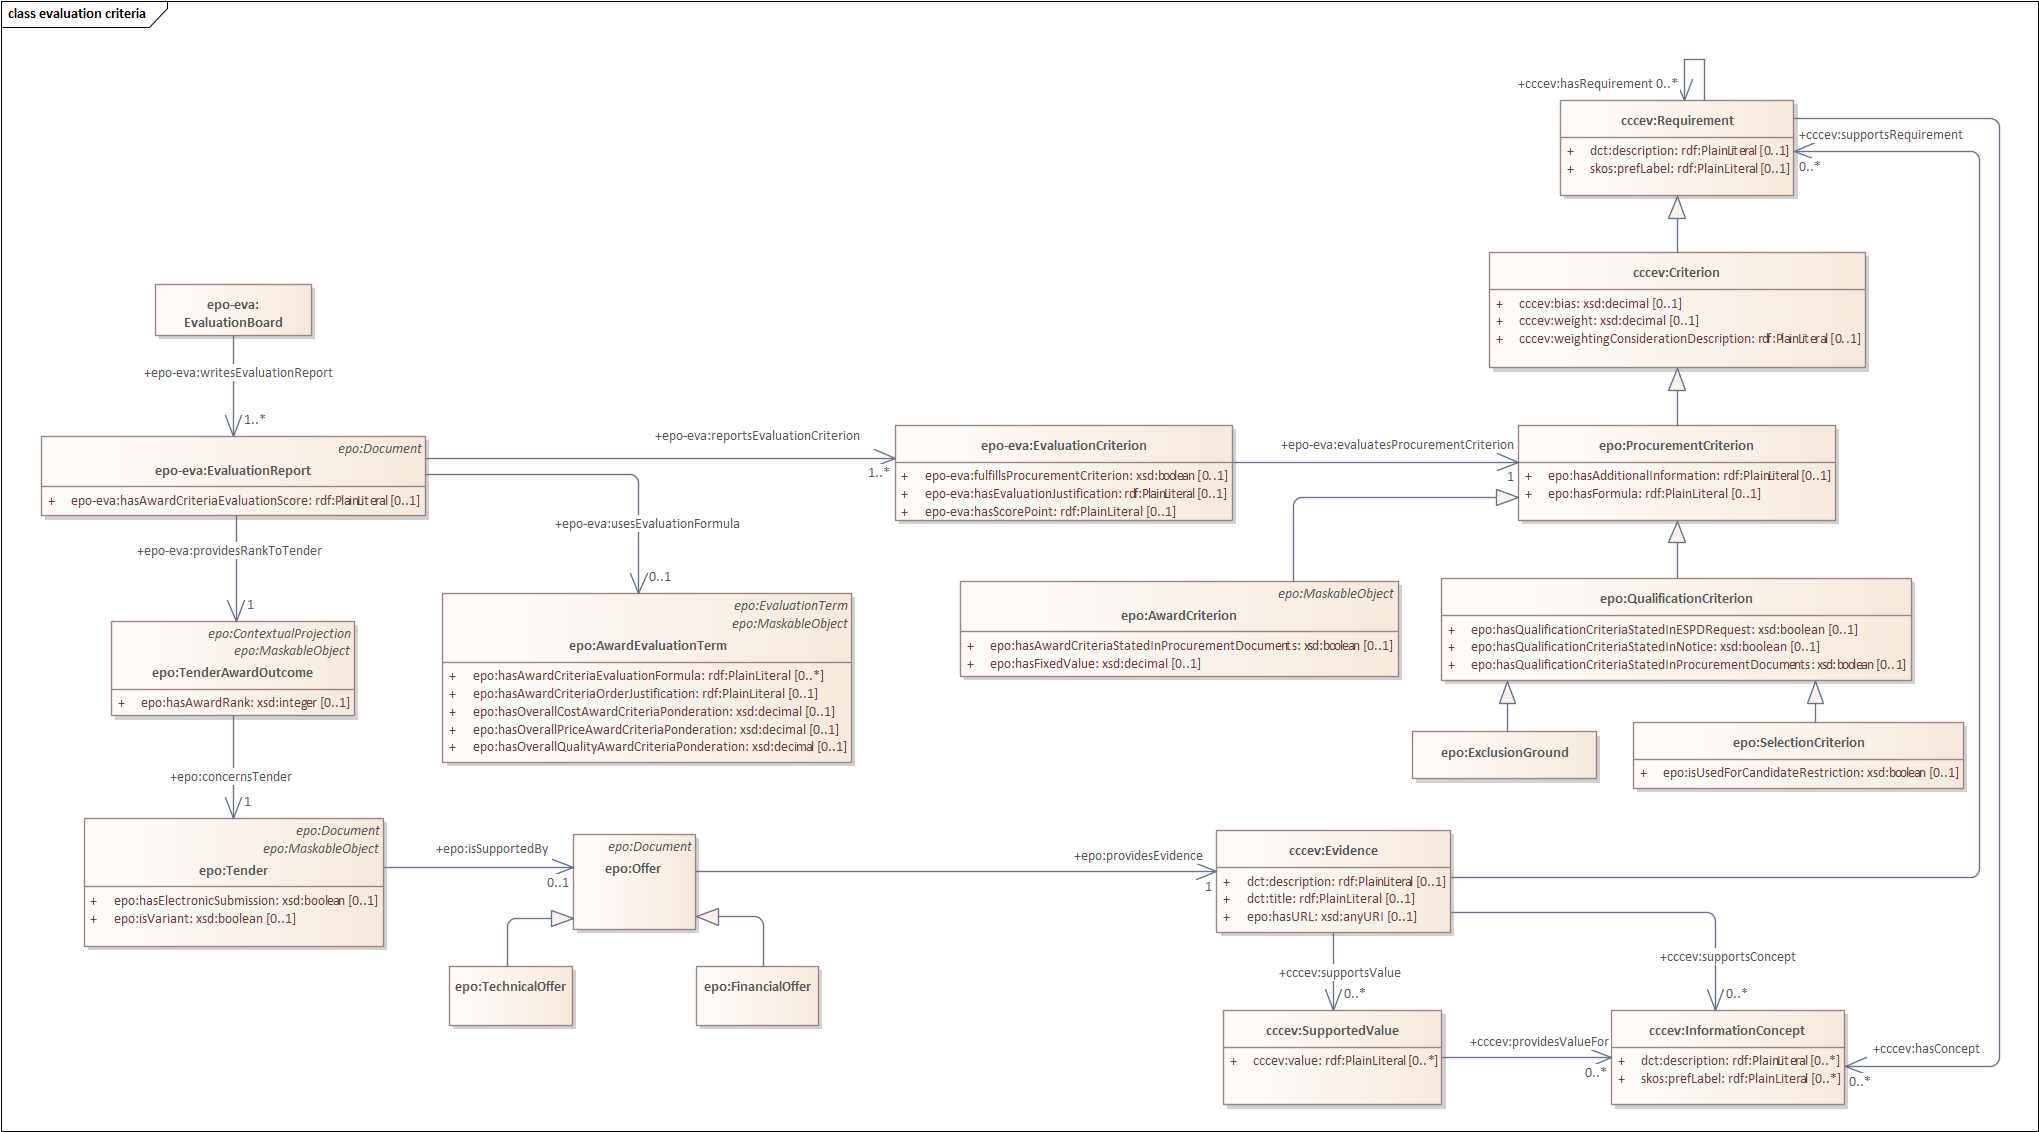 class evaluation criteria
+cccev:hasRequirement 0..*
cccev:Requirement
+ dct:description: rdf:PlainLiteral [0..1]
+ skos:prefLabel: rdf:PlainLiteral [0..1]
+cccev:supportsRequirement
0..*
cccev:Criterion
+ cccev:bias: xsd:decimal [0..1]
+ cccev:weight: xsd:decimal [0..1]
+ cccev:weightingConsiderationDescription: rdf:PlainLiteral [0..1]
epo-eva:
EvaluationBoard
+epo-eva:writesEvaluationReport
1..*
epo:Document
epo-eva:EvaluationReport
+ epo-eva:hasAwardCriteriaEvaluationScore: rdf:PlainLiteral [0..1]
+epo-eva:reportsEvaluationCriterion
1..*
epo-eva:EvaluationCriterion
+ epo-eva:fulfillsProcurementCriterion: xsd:boolean [0..1]
+ epo-eva:hasEvaluationJustification: rdf:PlainLiteral [0..1]
+ epo-eva:hasScorePoint: rdf:PlainLiteral [0..1]
+epo-eva:evaluatesProcurementCriterion
1
epo:ProcurementCriterion
+ epo:hasAdditionalInformation: rdf:PlainLiteral [0..1]
+ epo:hasFormula: rdf:PlainLiteral [0..1]
+epo-eva:usesEvaluationFormula
0..1
+epo-eva:providesRankToTender
1
epo:ContextualProjection
epo:MaskableObject
epo:TenderAwardOutcome
+ epo:hasAwardRank: xsd:integer [0..1]
epo:EvaluationTerm
epo:MaskableObject
epo:AwardEvaluationTerm
+ epo:hasAwardCriteriaEvaluationFormula: rdf:PlainLiteral [0..*]
+ epo:hasAwardCriteriaOrderJustification: rdf:PlainLiteral [0..1]
+ epo:hasOverallCostAwardCriteriaPonderation: xsd:decimal [0..1]
+ epo:hasOverallPriceAwardCriteriaPonderation: xsd:decimal [0..1]
+ epo:hasOverallQualityAwardCriteriaPonderation: xsd:decimal [0..1]
epo:MaskableObject
epo:AwardCriterion
+ epo:hasAwardCriteriaStatedInProcurementDocuments: xsd:boolean [0..1]
+ epo:hasFixedValue: xsd:decimal [0..1]
epo:QualificationCriterion
+ epo:hasQualificationCriteriaStatedInESPDRequest: xsd:boolean [0..1]
+ epo:hasQualificationCriteriaStatedInNotice: xsd:boolean [0..1]
+ epo:hasQualificationCriteriaStatedInProcurementDocuments: xsd:boolean [0..1]
epo:ExclusionGround
epo:SelectionCriterion
+ epo:isUsedForCandidateRestriction: xsd:boolean [0..1]
+epo:concernsTender
1
epo:Document
epo:MaskableObject
epo:Tender
+ epo:hasElectronicSubmission: xsd:boolean [0..1]
+ epo:isVariant: xsd:boolean [0..1]
+epo:isSupportedBy
0..1
epo:Document
epo:Offer
epo:TechnicalOffer
epo:FinancialOffer
+epo:providesEvidence
1
cccev:Evidence
+ dct:description: rdf:PlainLiteral [0..1]
+ dct:title: rdf:PlainLiteral [0..1]
+ epo:hasURL: xsd:anyURI [0..1]
+cccev:supportsValue
0..*
+cccev:supportsConcept
0..*
cccev:SupportedValue
+ cccev:value: rdf:PlainLiteral [0..*]
+cccev:providesValueFor
0..*
cccev:InformationConcept
+ dct:description: rdf:PlainLiteral [0..*]
+ skos:prefLabel: rdf:PlainLiteral [0..*]
+cccev:hasConcept
0..*